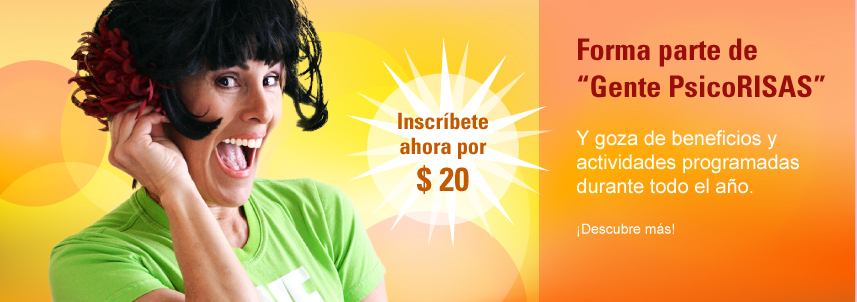 Inscríbete
ahora por
$ 20
Forma parte de
“Gente PsicoRISAS”
Y goza de beneficios y
actividades programadas
durante todo el año.
¡Descubre más!